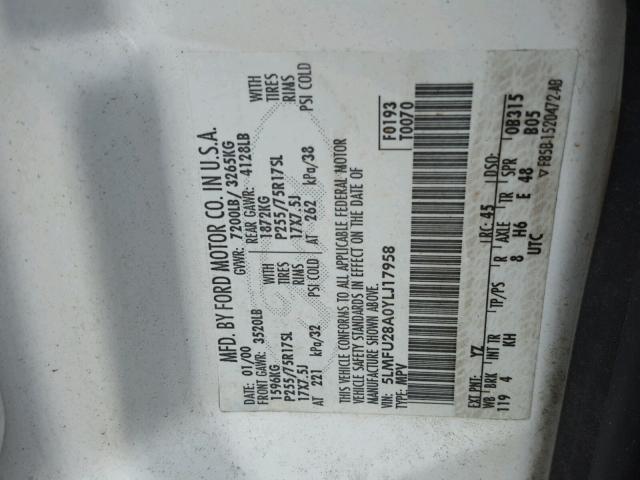 MFD. BY FORD MOTOR CO. IN U.S.A.
DATE: 01/00 GVWR: 7200LB/ 3265KG
FRONT GAWR: 3520LB REAR GAWR: 4128LB
1596KG WITH 1872KG WITH
P255/75R17SL TIRES P255/75R17SL TIRES
17X7.5J RIMS 17X7.5J RIMS
AT 221 kPa/32 PSI COLD AT 262 kPa/38 PSI COLD
THIS VEHICLE CONFORMS TO ALL APPLICABLE FEDERAL MOTOR
VEHICLE SAFETY STANDARDS IN EFFECT ON THE DATE OF
MANUFACTURE.
VIN: 5LMFU28A0YLJ17958 F0193
TYPE: MPV T0070
EXT PNT: YZ RC: 45 DSO:
WB BRK INT TR TP/PS R AXLE TR SPR 0B315
119 4 KH 8 H6 E 48 B05
UTC ▽F85B-1520472-AB